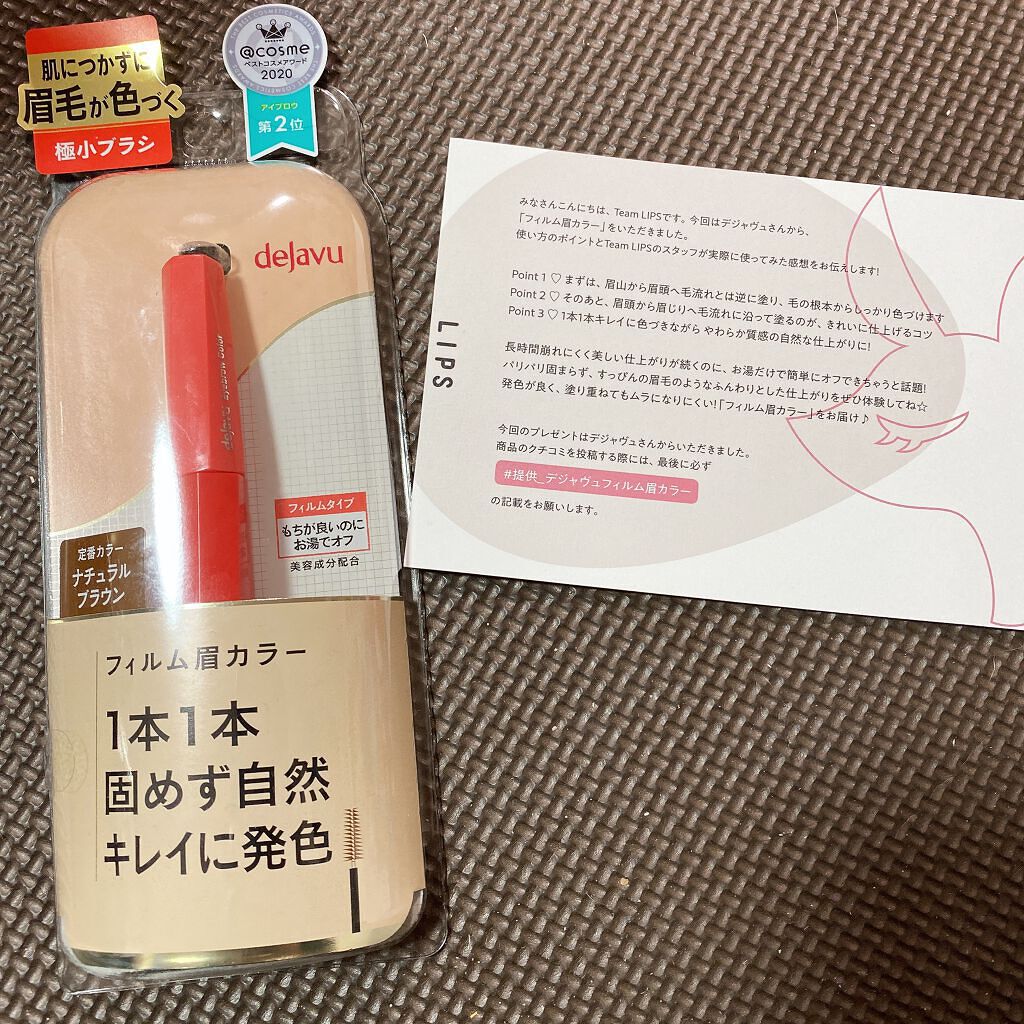 肌につかずに
眉毛が色づく
極小ブラシ
@cosme
ベストコスメアワード
2020
アイブロウ
第2位
dejavu
dejavu eyebrow color
フィルムタイプ
もちが良いのに
お湯でオフ
美容成分配合
定番カラー
ナチュラル
ブラウン
フィルム眉カラー
1本1本
固めず自然
キレイに発色
LIPS
みなさんこんにちは、Team LIPSです。今回はデジャヴュさんから、
「フィルム眉カラー」をいただきました。
使い方のポイントとTeam LIPSのスタッフが実際に使ってみた感想をお伝えします!
Point 1 ♡ まずは、眉山から眉頭へ毛流れとは逆に塗り、毛の根本からしっかり色づけます
Point 2 ♡ そのあと、眉頭から眉じりへ毛流れに沿って塗るのが、きれいに仕上げるコツ
Point 3 ♡ 1本1本キレイに色づきながら やわらか質感の自然な仕上がりに!
長時間崩れにくく美しい仕上がりが続くのに、お湯だけで簡単にオフできちゃうと話題!
パリパリ固まらず、すっぴんの眉毛のようなふんわりとした仕上がりをぜひ体験してね☆
発色が良く、塗り重ねてもムラになりにくい!「フィルム眉カラー」をお届け♪
今回のプレゼントはデジャヴュさんからいただきました。
商品のクチコミを投稿する際には、最後に必ず
#提供_デジャヴュフィルム眉カラー
の記載をお願いします。